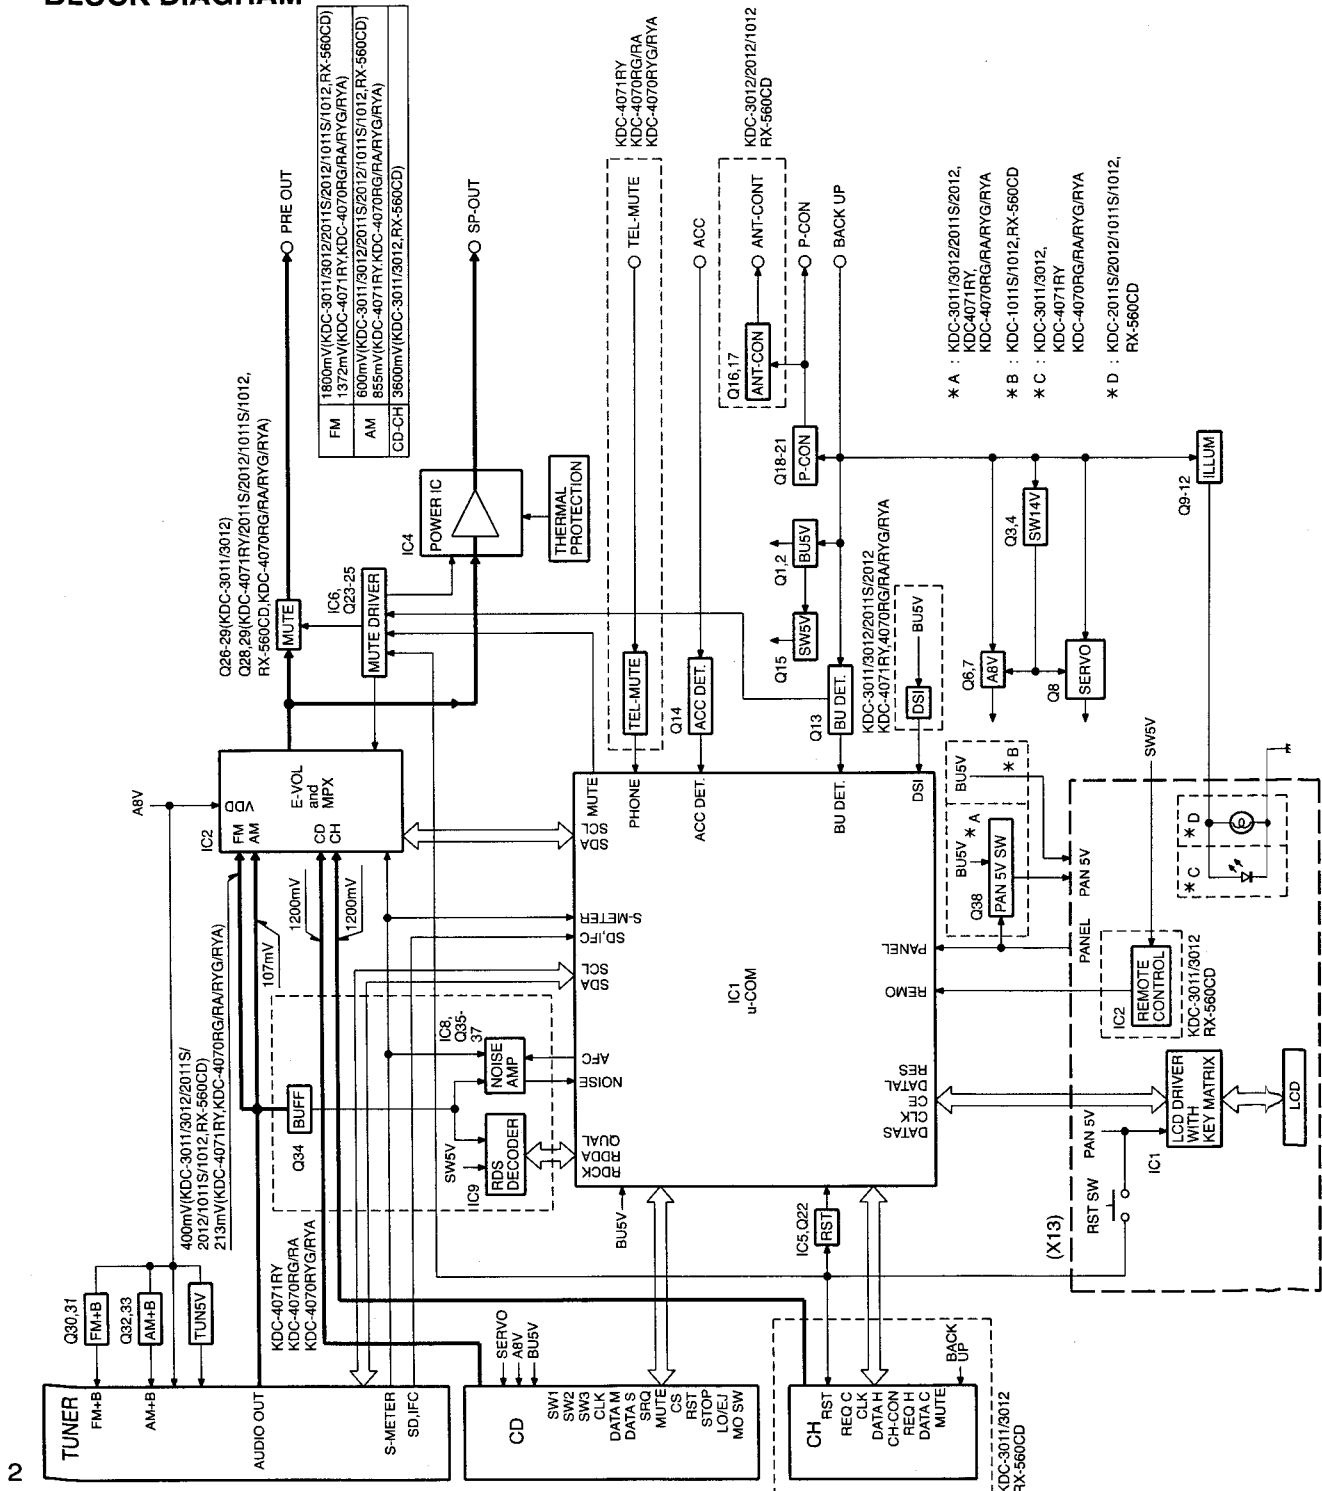 BLOCK DIAGRAM
2
TUNER
FM+B
AM+B
AUDIO OUT
S-METER
SD,IFC
Q30,31
FM+B
Q32,33
AM+B
TUN5V
400mV(KDC-3011/3012/2011S/
2012/1011S/1012,RX-560CD)
213mV(KDC-4071RY,KDC-4070RG/RA/RYG/RYA)
107mV
KDC-4071RY
KDC-4070RG/RA
KDC-4070RYG/RYA
1200mV
1200mV
A8V
IC2
VDD
FM
AM
CD
CH
E-VOL
and
MPX
Q34
BUFF
SW5V
IC9
RDS
DECODER
IC8,
Q35-
37
NOISE
AMP
Q26-29(KDC-3011/3012)
Q28,29(KDC-4071RY/2011S/2012/1011S/1012,
RX-560CD,KDC-4070RG/RA/RYG/RYA)
MUTE
PRE OUT
IC6,
Q23-25
MUTE DRIVER
IC4
POWER IC
SP-OUT
THERMAL
PROTECTION
FM
1800mV(KDC-3011/3012/2011S/2012/1011S/1012,RX-560CD)
1372mV(KDC-4071RY,KDC-4070RG/RA/RYG/RYA)
AM
600mV(KDC-3011/3012/2011S/2012/1011S/1012,RX-560CD)
855mV(KDC-4071RY.KDC-4070RG/RA/RYG/RYA)
CD-CH
3600mV(KDC-3011/3012,RX-560CD)
KDC-4071RY
KDC-4070RG/RA
KDC-4070RYG/RYA
TEL-MUTE
TEL-MUTE
Q14
ACC DET.
ACC
KDC-3012/2012/1012
RX-560CD
Q16,17
ANT-CON
ANT-CONT
Q18-21
P-CON
P-CON
BACK UP
Q1,2
BU5V
Q15
SW5V
Q13
BU DET.
KDC-3011/3012/2011S/2012
KDC-4071RY,4070RG/RA/RYG/RYA
DSI
BU5V
Q3,4
SW14V
Q6,7
A8V
Q8
SERVO
Q9-12
ILLUM
* A : KDC-3011/3012/2011S/2012,
KDC4071RY,
KDC-4070RG/RA/RYG/RYA
* B : KDC-1011S/1012,RX-560CD
* C : KDC-3011/3012,
KDC-4071RY
KDC-4070RG/RA/RYG/RYA
* D : KDC-2011S/2012/1011S/1012,
RX-560CD
IC1
u-COM
MUTE
SCL
SDA
S-METER
SD,IFC
SCL
SDA
AFC
NOISE
QUAL
RDDA
RDCK
PHONE
ACC DET.
BU DET.
DSI
PANEL
REMO
RES
DATAL
CE
CLK
DATAS
BU5V
IC5,Q22
RST
CD
SERVO
A8V
BU5V
SW1
SW2
SW3
CLK
DATA M
DATA S
SRQ
MUTE
CS
RST
STOP
LO/EJ
MO SW
CH
RST
REQ C
CLK
DATA H
CH-CON
REQ H
DATA C
MUTE
BACK
UP
KDC-3011/3012
RX-560CD
BU5V
* B
BU5V
* A
Q38
PAN 5V SW
PAN 5V
PANEL
SW5V
* D
* C
IC2
REMOTE
CONTROL
KDC-3011/3012
RX-560CD
IC1
LCD DRIVER
WITH
KEY MATRIX
LCD
PAN 5V
RST SW
(X13)